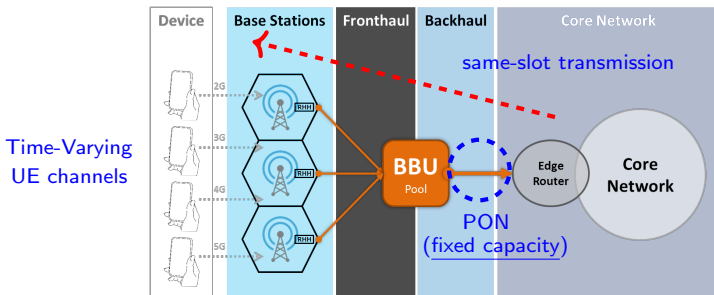 Device
Base Stations
Fronthaul
Backhaul
Core Network
same-slot transmission
2G
RHH
3G
Time-Varying
UE channels
RHH
BBU
Pool
Edge
Router
Core
Network
4G
PON
(fixed capacity)
RHH
5G